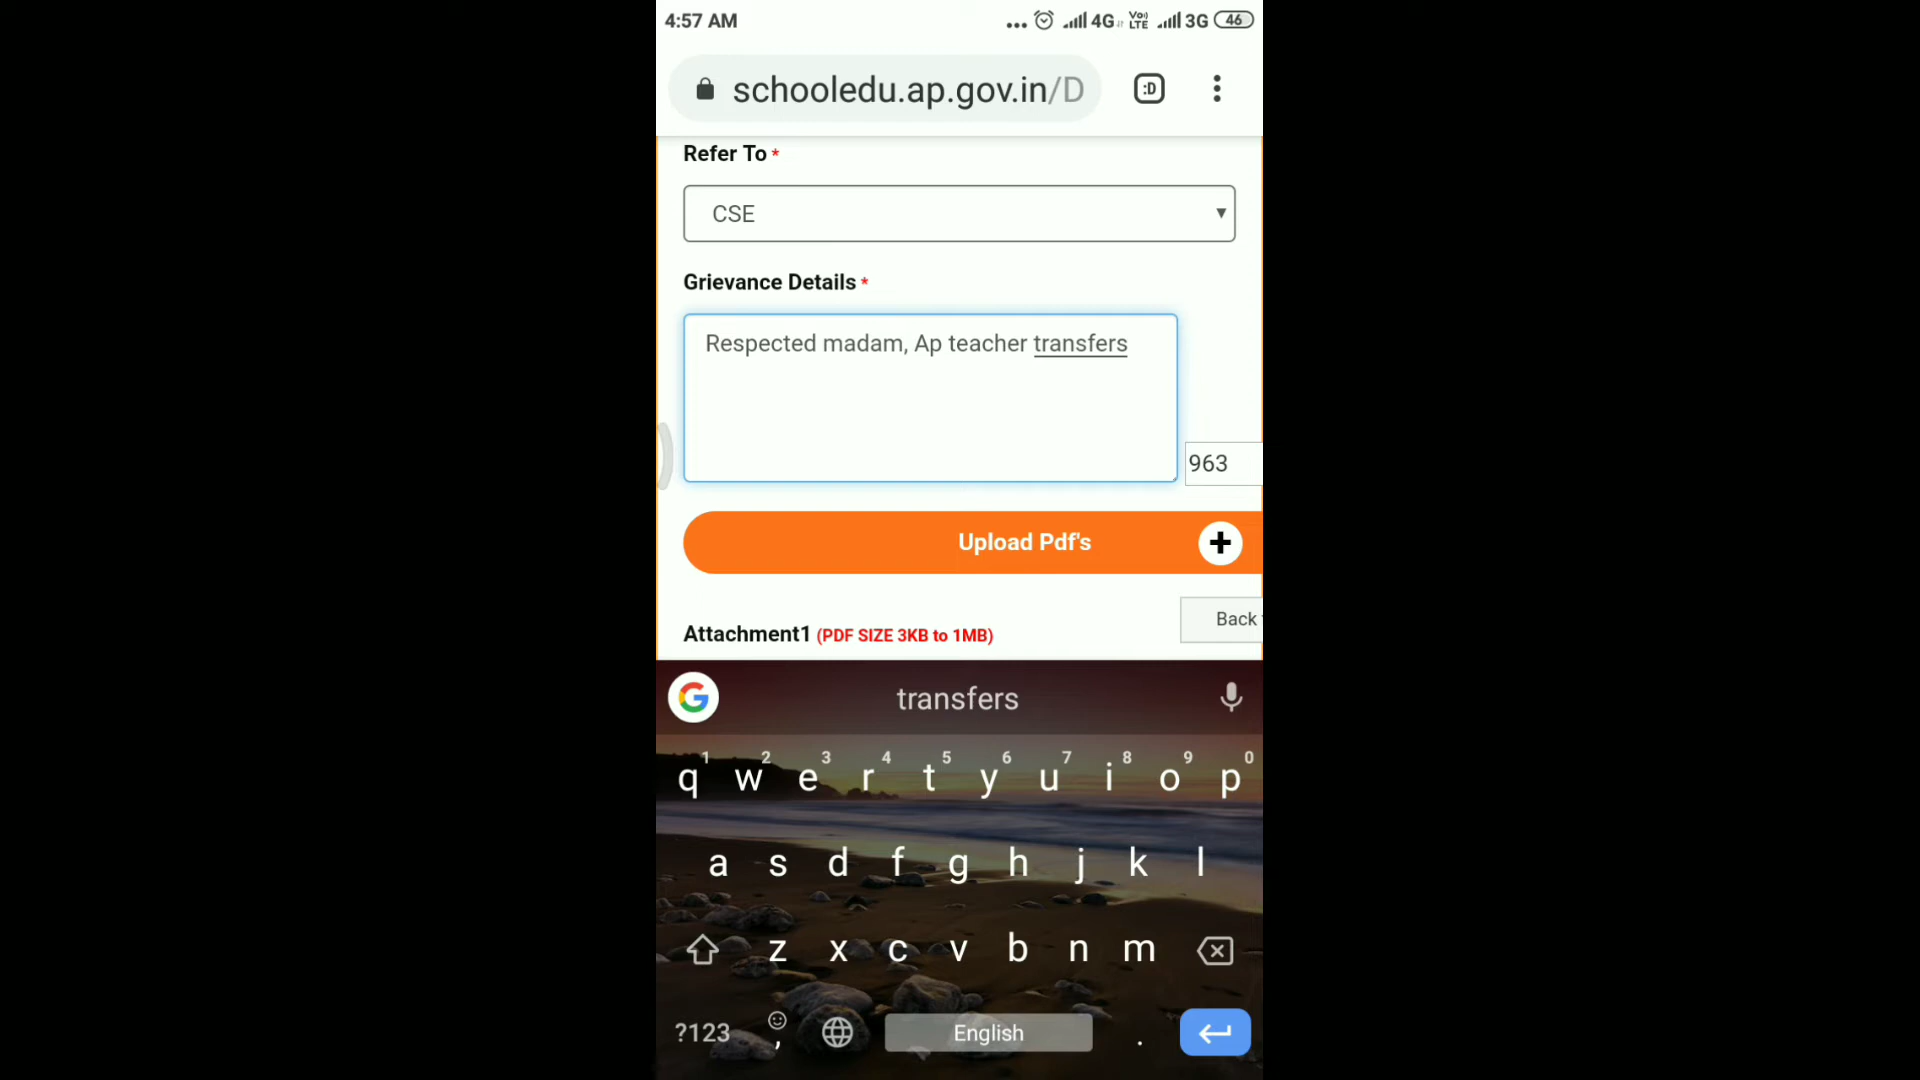 4:57 AM
4G Vo) LTE 3G 46
schooledu.ap.gov.in/D :D
Refer To *
CSE
Grievance Details *
Respected madam, Ap teacher transfers
963
Upload Pdf's
Back
Attachment1 (PDF SIZE 3KB to 1MB)
G transfers
1 2 3 4 5 6 7 8 9 0
q w e r t y u i o p
a s d f g h j k l
z x c v b n m
?123 , English .